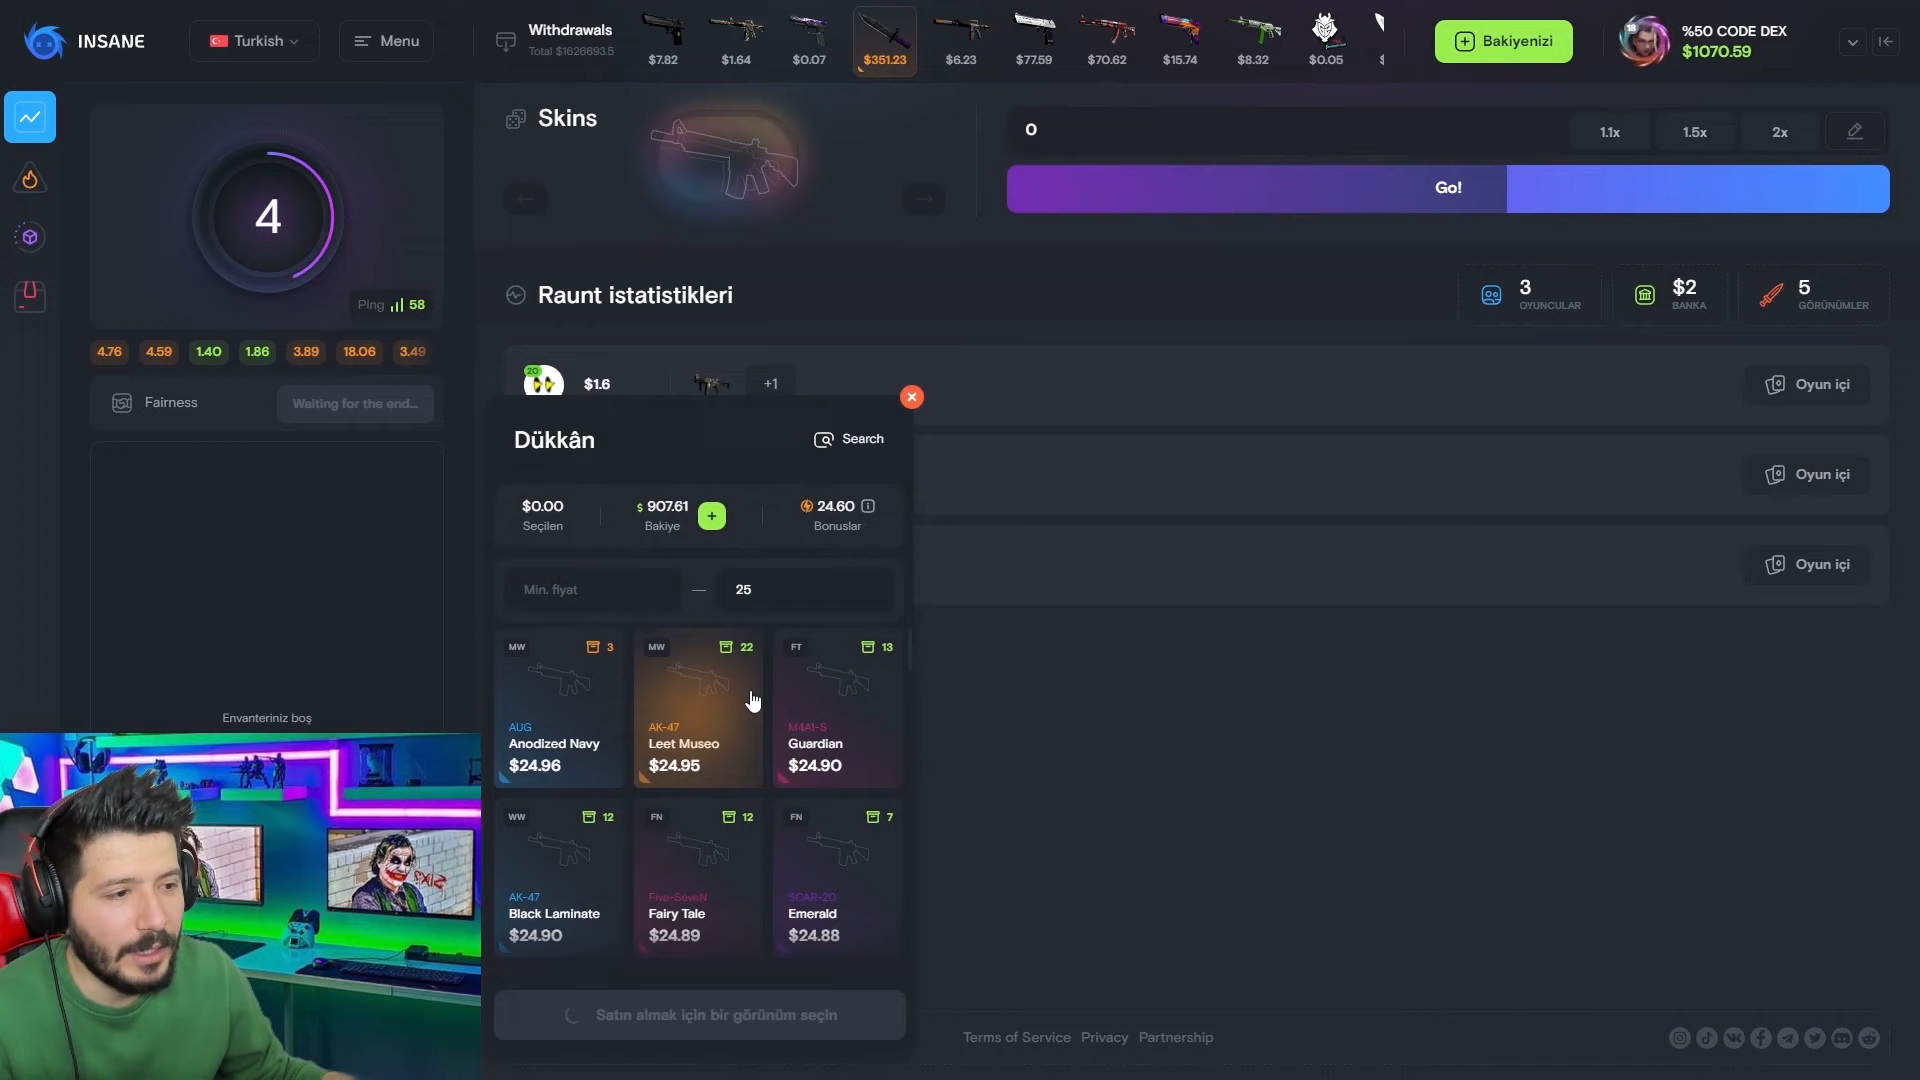 INSANE
Turkish
Menu
Withdrawals
Total $1626693.5
$7.82
$1.64
$0.07
$351.23
$6.23
$77.59
$70.62
$15.74
$8.32
$0.05
Bakiyenizi
18
%50 CODE DEX
$1070.59
Skins
0
1.1x
1.5x
2x
Go!
4
Ping 58
4.76
4.59
1.40
1.86
3.89
18.06
3.49
Fairness
Waiting for the end...
Envanteriniz boş
Raunt istatistikleri
3
OYUNCULAR
$2
BANKA
5
GÖRÜNÜMLER
20
$1.6
+1
Oyun içi
Oyun içi
Oyun içi
Dükkân
Search
$0.00
Seçilen
$ 907.61
Bakiye
24.60
Bonuslar
Min. fiyat
—
25
MW 3
AUG
Anodized Navy
$24.96
MW 22
AK-47
Leet Museo
$24.95
FT 13
M4A1-S
Guardian
$24.90
WW 12
AK-47
Black Laminate
$24.90
FN 12
Five-SeveN
Fairy Tale
$24.89
FN 7
SCAR-20
Emerald
$24.88
Satın almak için bir görünüm seçin
Terms of Service
Privacy
Partnership